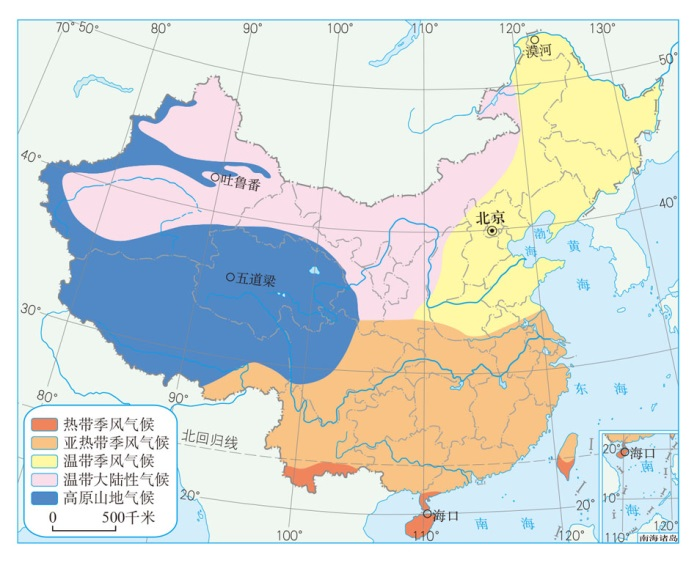 70° 50° 80° 90° 100° 110° 120° 130°
漠河
50°
40°
吐鲁番
北京
渤
海
黄
海
40°
五道梁
30°
80°
90°
东 海
热带季风气候
亚热带季风气候
温带季风气候
温带大陆性气候
高原山地气候
0 500千米
北回归线
20°
100°
海口
110°
南 海
20°
120°
20°
海口
南
10°
海
110°
120°
南海诸岛